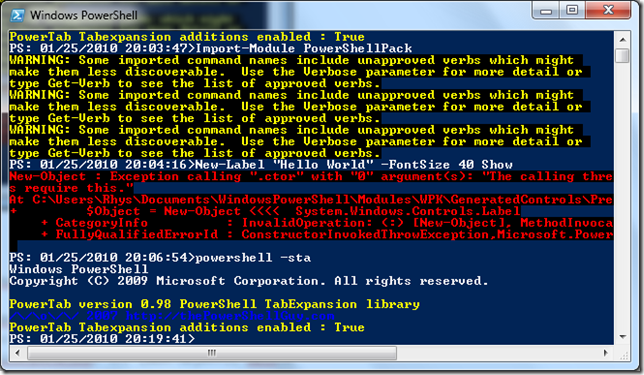 Windows PowerShell
PowerTab Tabexpansion additions enabled : True
PS: 01/25/2010 20:03:47>Import-Module PowerShellPack
WARNING: Some imported command names include unapproved verbs which might
make them less discoverable.  Use the Verbose parameter for more detail or
type Get-Verb to see the list of approved verbs.
WARNING: Some imported command names include unapproved verbs which might
make them less discoverable.  Use the Verbose parameter for more detail or
type Get-Verb to see the list of approved verbs.
WARNING: Some imported command names include unapproved verbs which might
make them less discoverable.  Use the Verbose parameter for more detail or
type Get-Verb to see the list of approved verbs.
PS: 01/25/2010 20:04:16>New-Label "Hello World" -FontSize 40 Show
New-Object : Exception calling ".ctor" with "0" argument(s): "The calling thre
s require this."
At C:\Users\Rhys\Documents\WindowsPowerShell\Modules\WPK\GeneratedControls\Pre
+         $Object = New-Object <<<<  System.Windows.Controls.Label
    + CategoryInfo          : InvalidOperation: (:) [New-Object], MethodInvoca
    + FullyQualifiedErrorId : ConstructorInvokedThrowException,Microsoft.Power
PS: 01/25/2010 20:06:54>powershell -sta
Windows PowerShell
Copyright (C) 2009 Microsoft Corporation. All rights reserved.
PowerTab version 0.98 PowerShell TabExpansion library
2007 http://thePowerShellGuy.com
PowerTab Tabexpansion additions enabled : True
PS: 01/25/2010 20:19:41>